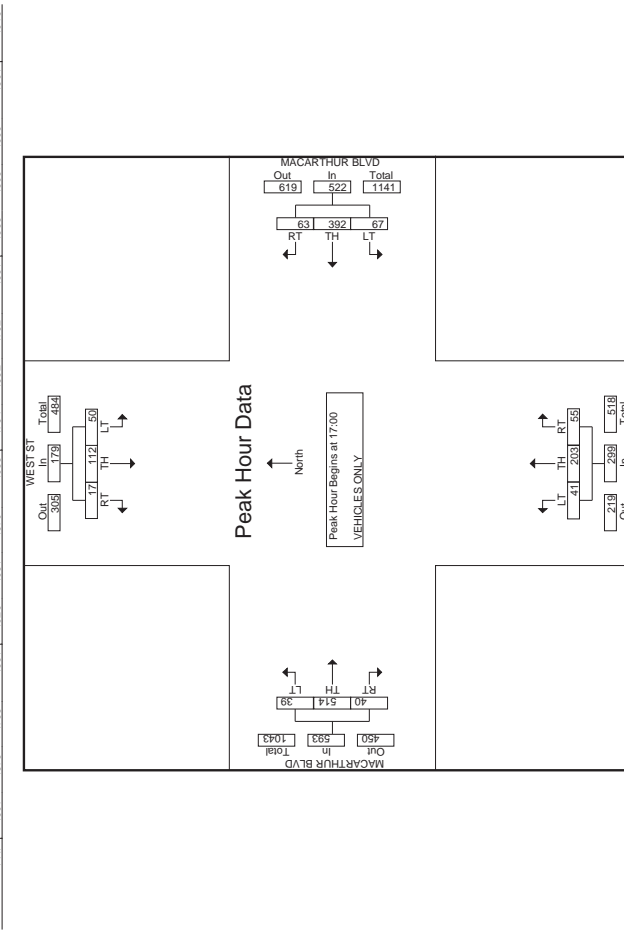 MACARTHUR BLVD
Out In Total
619 522 1141
63 392 67
RT TH LT
WEST ST
Out In Total
305 179 484
17 112 50
RT TH LT
Peak Hour Data
North
Peak Hour Begins at 17:00
VEHICLES ONLY
LT TH RT
41 203 55
219 299 518
Out In Total
LT TH RT
39 514 40
1043 593 450
Total In Out
MACARTHUR BLVD